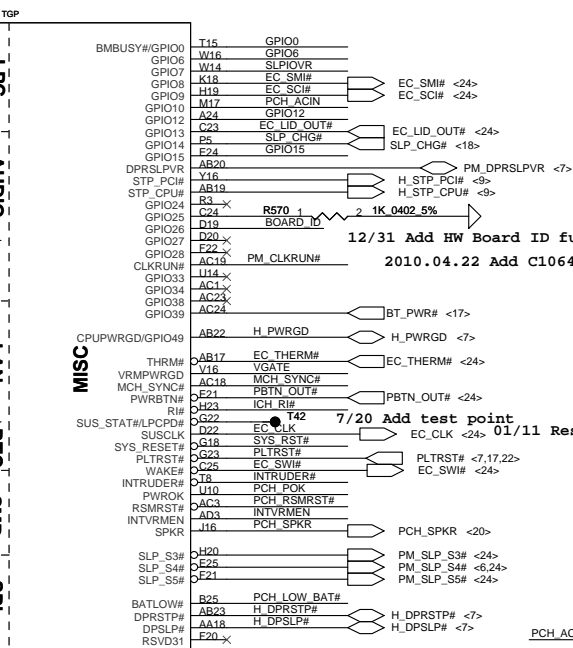 TGP
BMBUSY#/GPIO0 T15 GPIO0
GPIO6 W16 GPIO6
GPIO7 W14 SLPIOVR
GPIO8 K18 EC_SMI# EC_SMI# <24>
GPIO9 H19 EC_SCI# EC_SCI# <24>
GPIO10 M17 PCH_ACIN
GPIO12 A24 GPIO12
GPIO13 C23 EC_LID_OUT# EC_LID_OUT# <24>
GPIO14 P5 SLP_CHG# SLP_CHG# <18>
GPIO15 E24 GPIO15
DPRSLPVR AB20 PM_DPRSLPVR <7>
STP_PCI# Y16 H_STP_PCI# <9>
STP_CPU# AB19 H_STP_CPU# <9>
GPIO24 R3
GPIO25 C24 R570 1 2 1K_0402_5%
GPIO26 D19 BOARD_ID
GPIO27 D20
12/31 Add HW Board ID fu
GPIO28 F22
CLKRUN# AC19 PM_CLKRUN#
2010.04.22 Add C1064
GPIO33 U14
GPIO34 AC1
GPIO38 AC23
GPIO39 AC24 BT_PWR# <17>
CPUPWRGD/GPIO49 AB22 H_PWRGD H_PWRGD <7>
MISC
THRM# AB17 EC_THERM# EC_THERM# <24>
VRMPWRGD V16 VGATE
MCH_SYNC# AC18 MCH_SYNC#
PWRBTN# E21 PBTN_OUT# PBTN_OUT# <24>
RI# H23 ICH_RI#
SUS_STAT#/LPCPD# G22 T42 7/20 Add test point
SUSCLK D22 EC_CLK EC_CLK <24> 01/11 Res
SYS_RESET# G18 SYS_RST#
PLTRST# G23 PLTRST# PLTRST# <7,17,22>
WAKE# C25 EC_SWI# EC_SWI# <24>
INTRUDER# T8 INTRUDER#
PWROK U10 PCH_POK
RSMRST# AC3 PCH_RSMRST#
INTVRMEN AD3 INTVRMEN
SPKR J16 PCH_SPKR PCH_SPKR <20>
SLP_S3# H20 PM_SLP_S3# <24>
SLP_S4# E25 PM_SLP_S4# <6,24>
SLP_S5# F21 PM_SLP_S5# <24>
BATLOW# B25 PCH_LOW_BAT#
DPRSTP# AB23 H_DPRSTP# H_DPRSTP# <7>
DPSLP# AA18 H_DPSLP# H_DPSLP# <7>
RSVD31 F20
PCH_AC